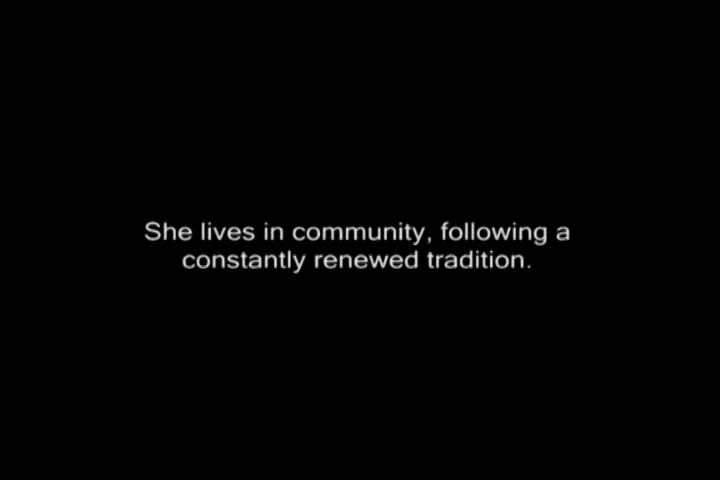 She lives in community, following a
constantly renewed tradition.